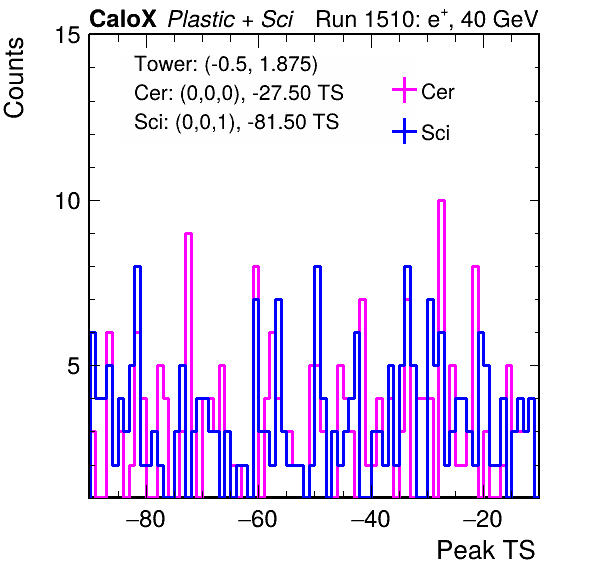 CaloX Plastic + Sci Run 1510: e⁺, 40 GeV
Counts
15
10
5
Tower: (-0.5, 1.875)
Cer: (0,0,0), -27.50 TS
Sci: (0,0,1), -81.50 TS
Cer
Sci
−80 −60 −40 −20
Peak TS